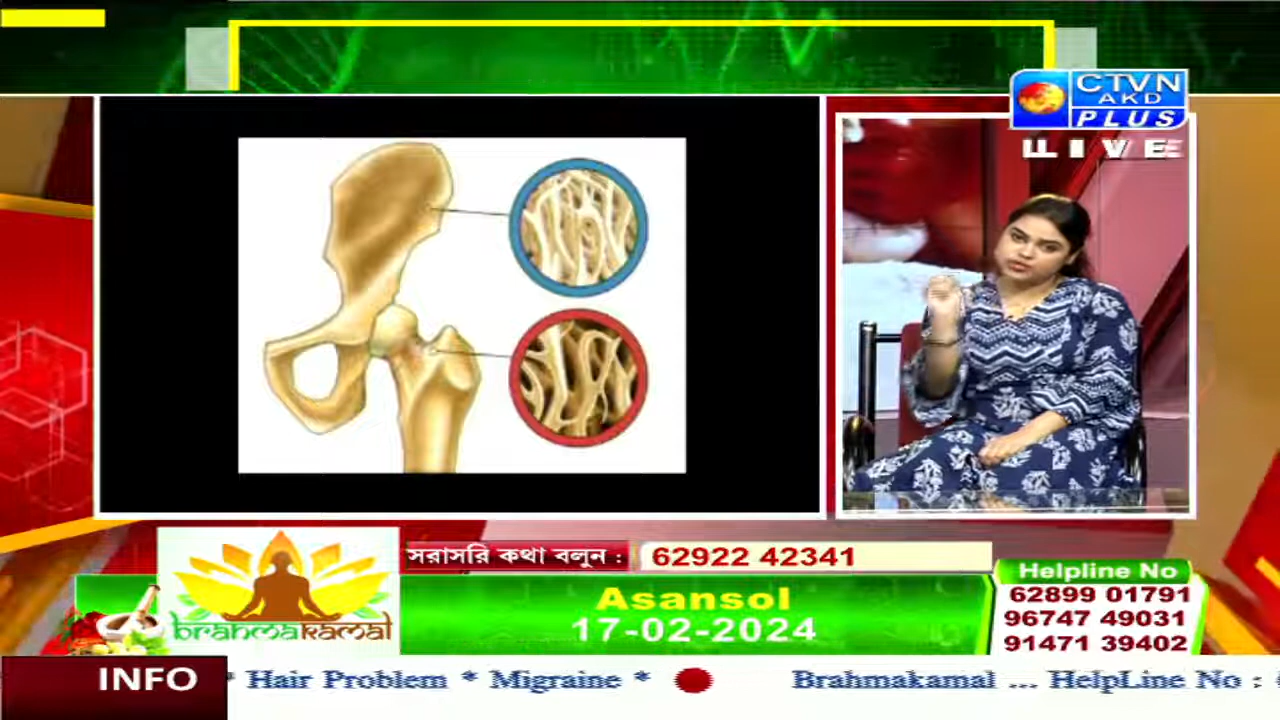 CTVN
AKD
PLUS
LIVE
সরাসরি কথা বলুন :
62922 42341
brahmakamal
Asansol
17-02-2024
Helpline No
62899 01791
96747 49031
91471 39402
INFO
* Hair Problem * Migraine *
Brahmakamal ... HelpLine No :